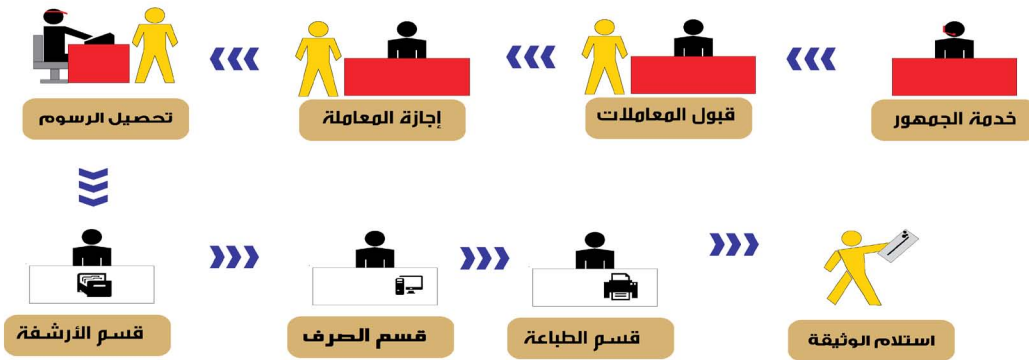 خدمة الجمهور
قبول المعاملات
إجازة المعاملة
تحصيل الرسوم
قسم الأرشفة
قسم الصرف
قسم الطباعة
استلام الوثيقة